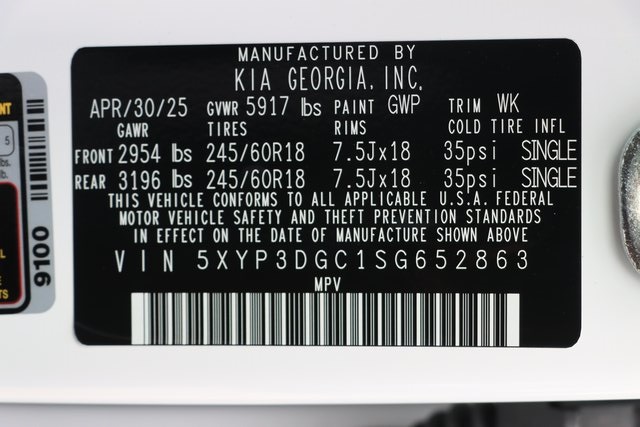 MANUFACTURED BY
KIA GEORGIA, INC.
APR/30/25 GVWR 5917 lbs PAINT GWP TRIM WK
GAWR TIRES RIMS COLD TIRE INFL
FRONT 2954 lbs 245/60R18 7.5Jx18 35psi SINGLE
REAR 3196 lbs 245/60R18 7.5Jx18 35psi SINGLE
THIS VEHICLE CONFORMS TO ALL APPLICABLE U.S.A. FEDERAL
MOTOR VEHICLE SAFETY AND THEFT PREVENTION STANDARDS
IN EFFECT ON THE DATE OF MANUFACTURE SHOWN ABOVE
VIN 5XYP3DGC1SG652863
MPV
9100
5
lbs.